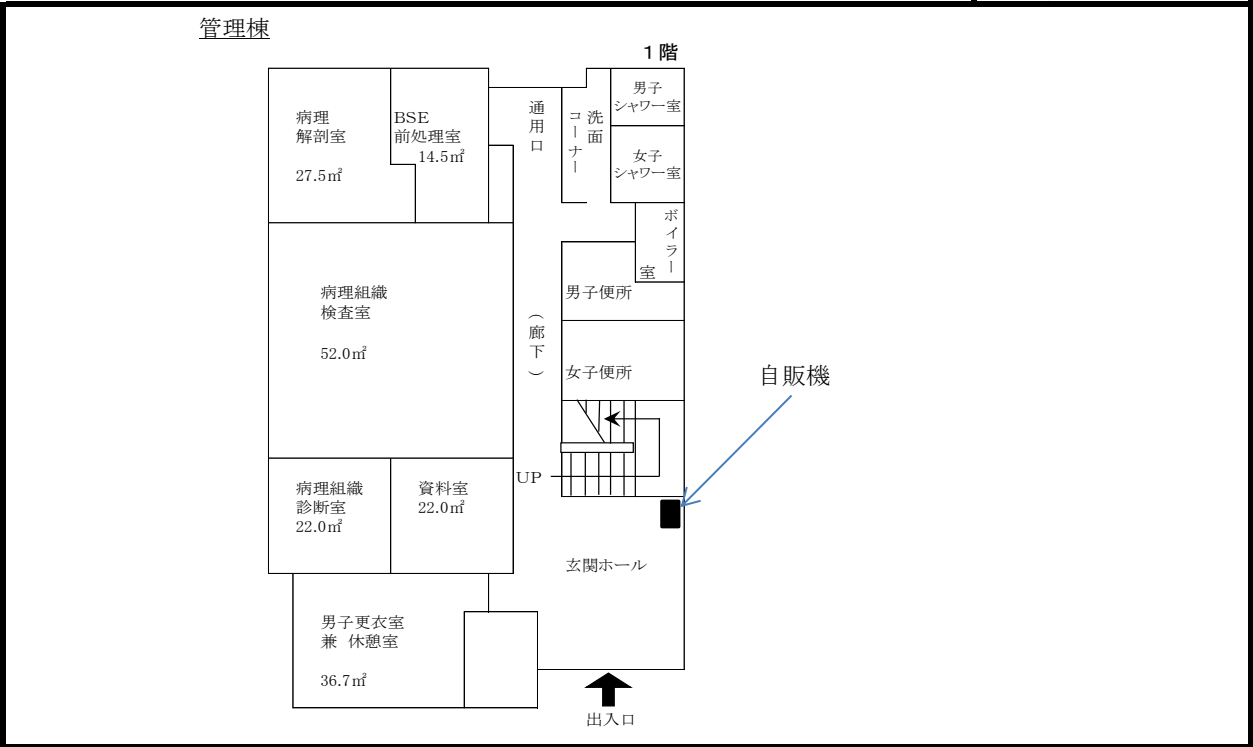 管理棟
1階
病理
解剖室
27.5㎡
BSE
前処理室
14.5㎡
通用口
洗面
コーナー
男子
シャワー室
女子
シャワー室
ボイラー
室
病理組織
検査室
52.0㎡
（廊下）
男子便所
女子便所
自販機
UP
病理組織
診断室
22.0㎡
資料室
22.0㎡
玄関ホール
男子更衣室
兼 休憩室
36.7㎡
出入口